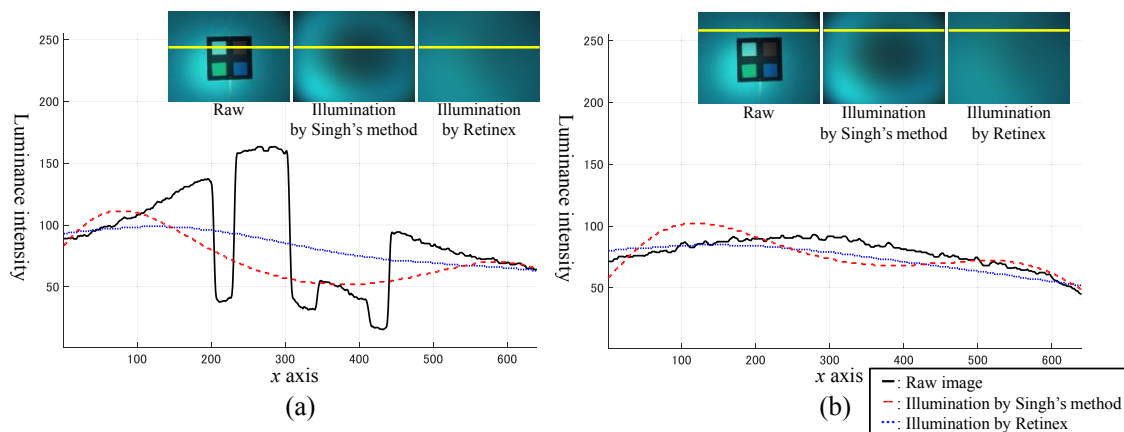 250
200
150
100
50
Luminance intensity
Raw
Illumination
by Singh's method
Illumination
by Retinex
100
200
300
400
500
600
x axis
(a)
250
200
150
100
50
Luminance intensity
Raw
Illumination
by Singh's method
Illumination
by Retinex
100
200
300
400
500
600
x axis
(b)
: Raw image
: Illumination by Singh's method
: Illumination by Retinex